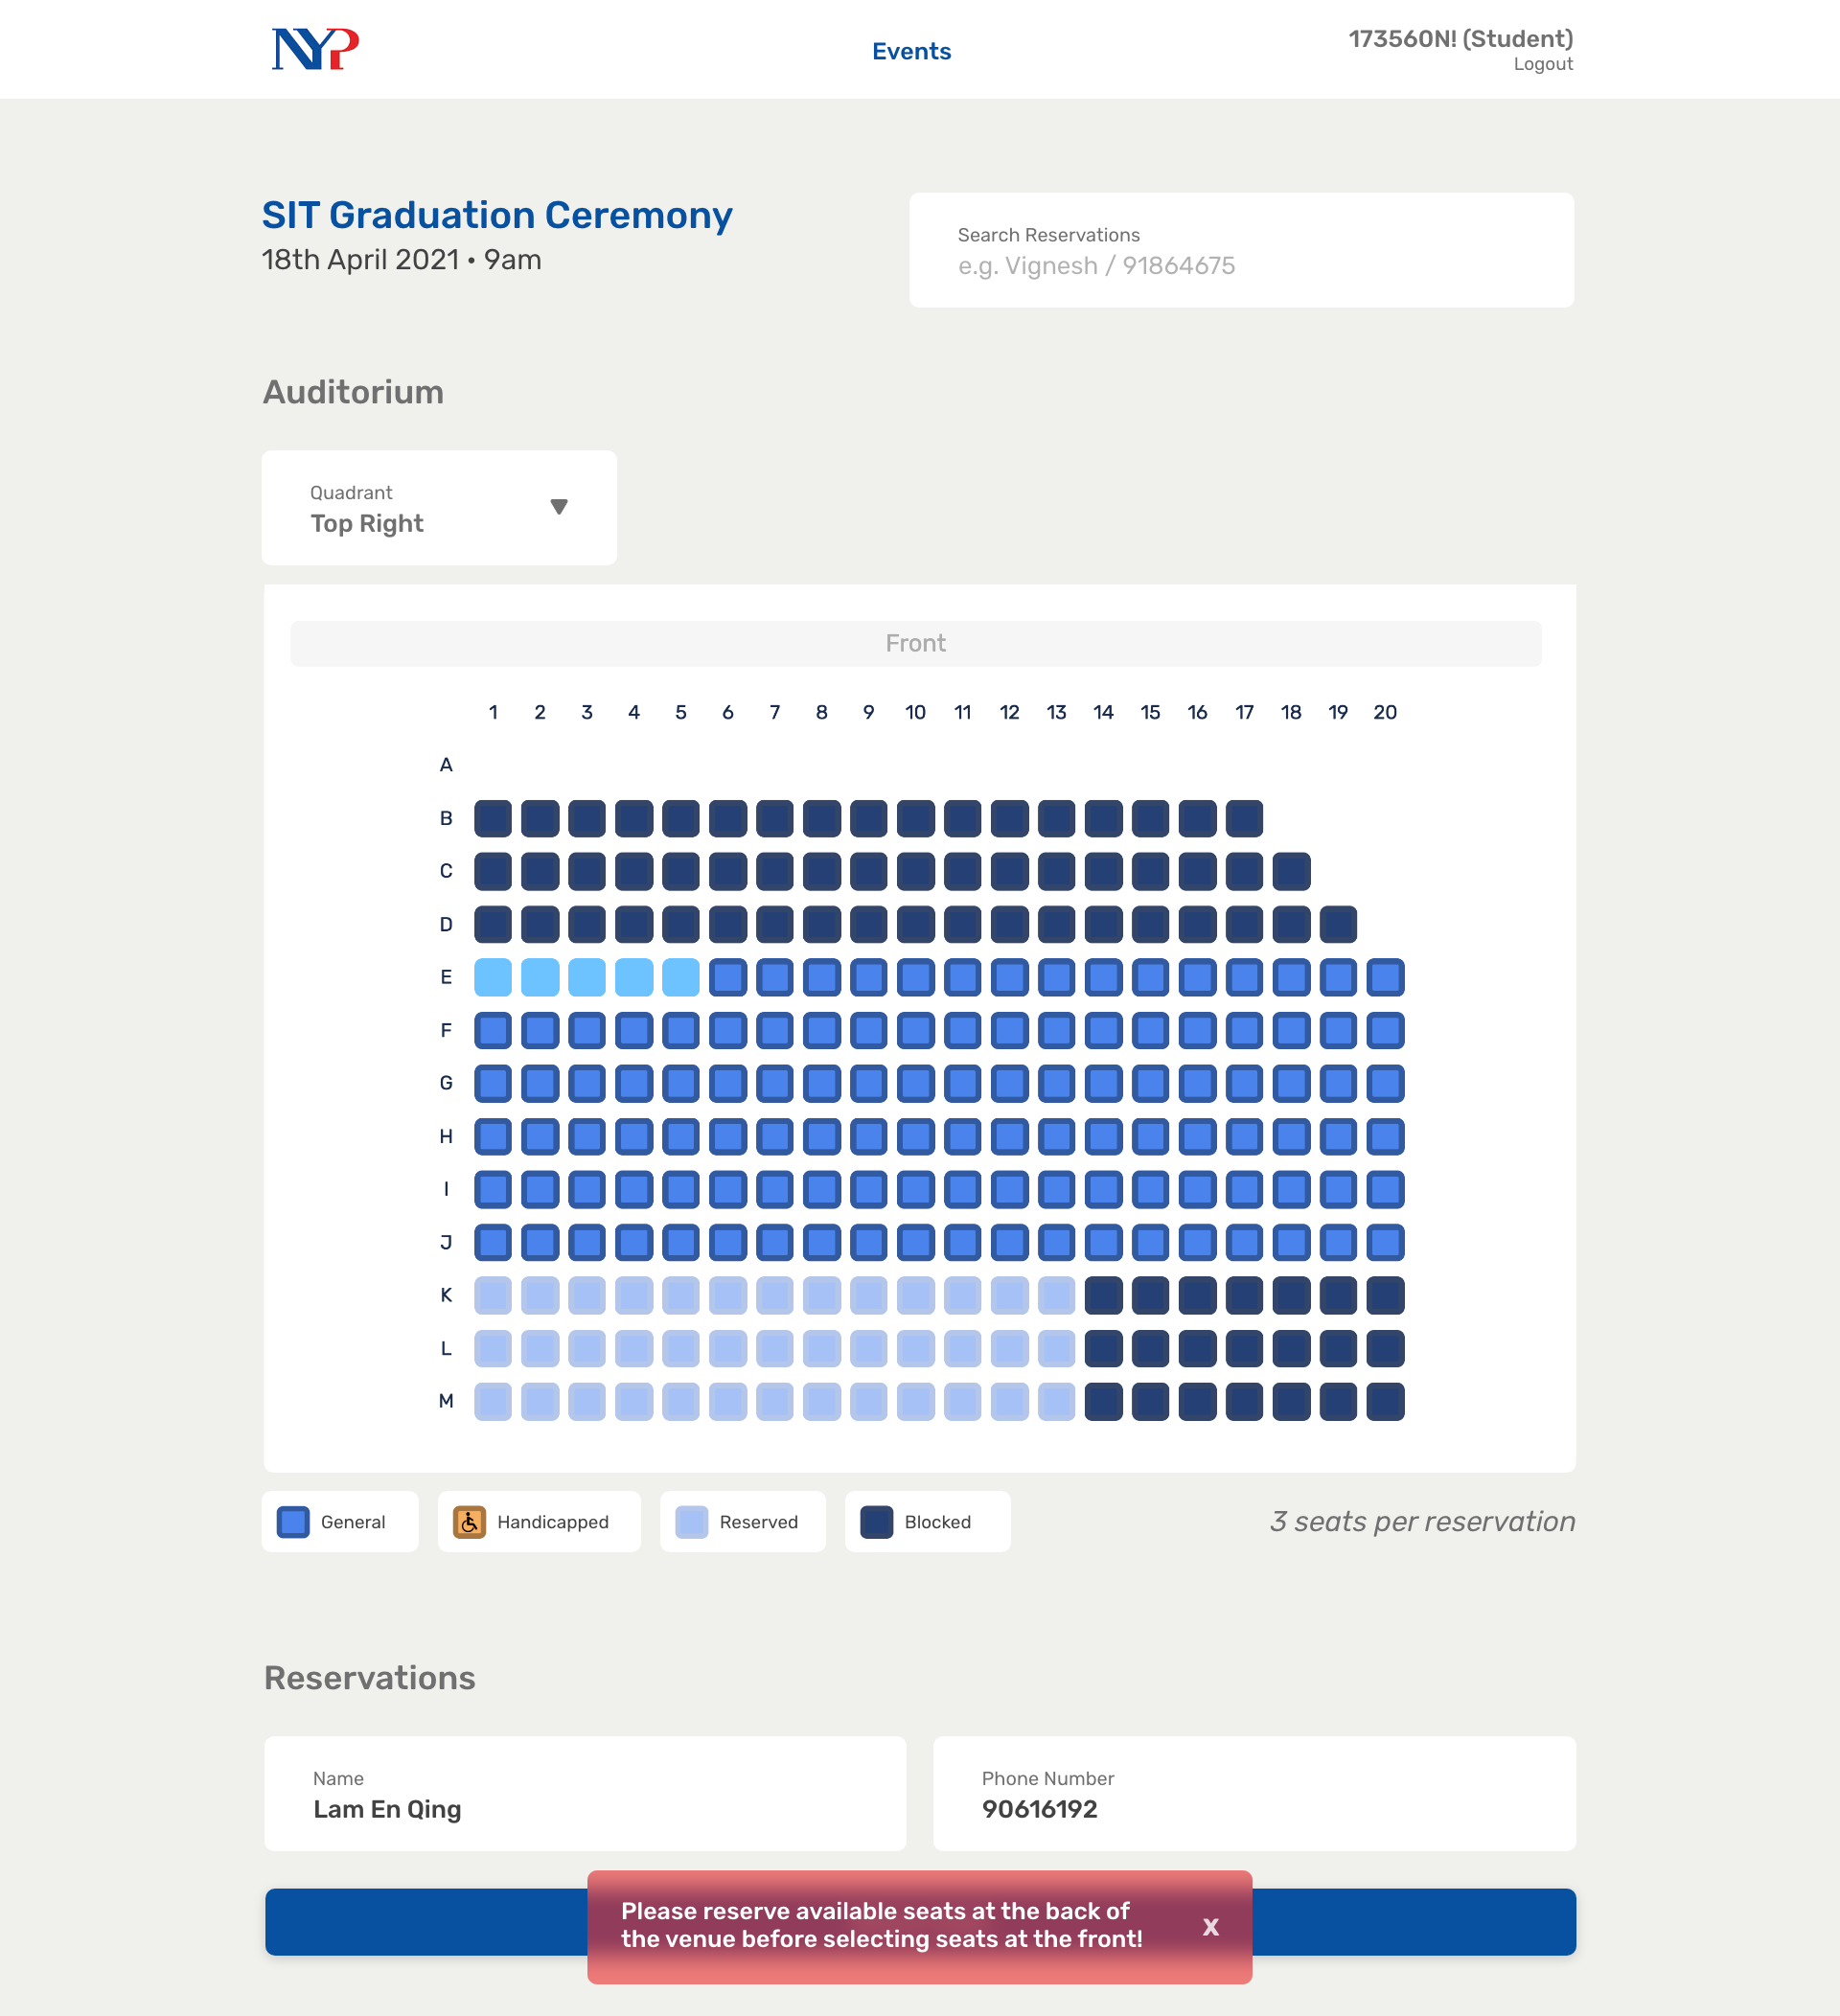 NYP
Events
173560N! (Student)
Logout
SIT Graduation Ceremony
18th April 2021 • 9am
Search Reservations
e.g. Vignesh / 91864675
Auditorium
Quadrant
Top Right
Front
1 2 3 4 5 6 7 8 9 10 11 12 13 14 15 16 17 18 19 20
A
B
C
D
E
F
G
H
I
J
K
L
M
General
Handicapped
Reserved
Blocked
3 seats per reservation
Reservations
Name
Lam En Qing
Phone Number
90616192
Please reserve available seats at the back of
the venue before selecting seats at the front!
x